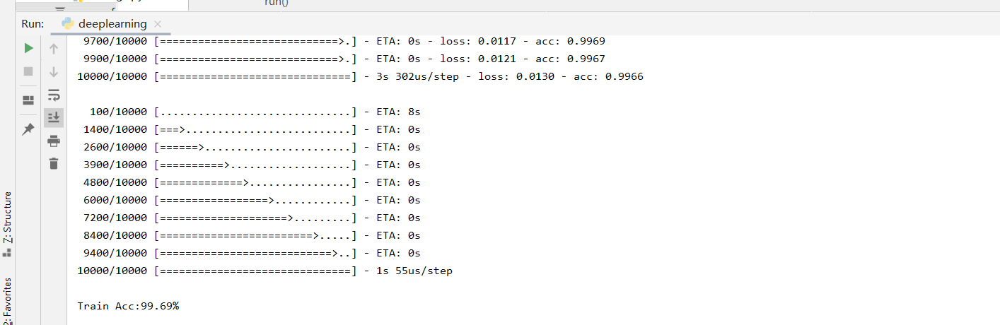 run()
Run: deeplearning
9700/10000 [============================>.] - ETA: 0s - loss: 0.0117 - acc: 0.9969
9900/10000 [============================>.] - ETA: 0s - loss: 0.0121 - acc: 0.9967
10000/10000 [==============================] - 3s 302us/step - loss: 0.0130 - acc: 0.9966
100/10000 [..............................] - ETA: 8s
1400/10000 [===>..........................] - ETA: 0s
2600/10000 [======>.......................] - ETA: 0s
3900/10000 [==========>...................] - ETA: 0s
4800/10000 [=============>................] - ETA: 0s
6000/10000 [=================>............] - ETA: 0s
7200/10000 [====================>.........] - ETA: 0s
8400/10000 [========================>.....] - ETA: 0s
9400/10000 [===========================>..] - ETA: 0s
10000/10000 [==============================] - 1s 55us/step
Train Acc:99.69%
7: Structure
2: Favorites